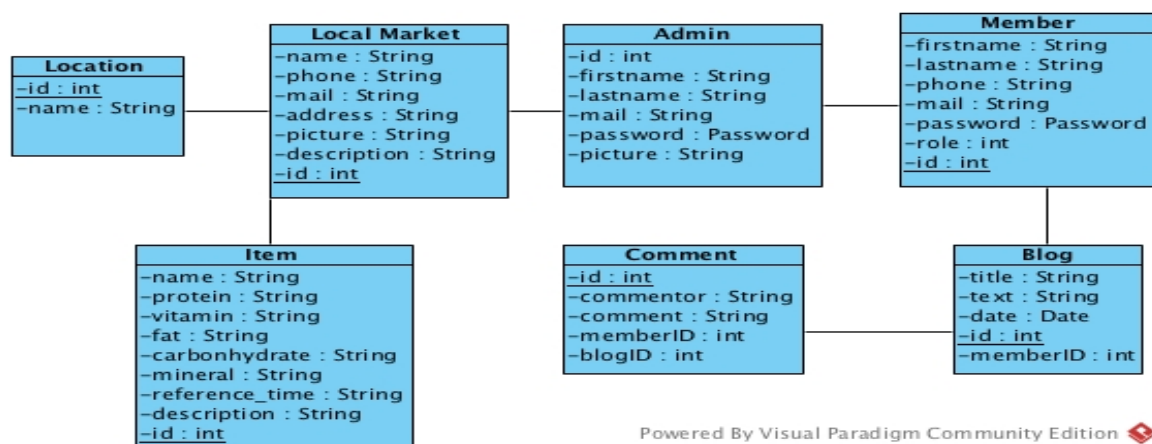 Location
-id : int
-name : String
Local Market
-name : String
-phone : String
-mail : String
-address : String
-picture : String
-description : String
-id : int
Admin
-id : int
-firstname : String
-lastname : String
-mail : String
-password : Password
-picture : String
Member
-firstname : String
-lastname : String
-phone : String
-mail : String
-password : Password
-role : int
-id : int
Item
-name : String
-protein : String
-vitamin : String
-fat : String
-carbonhydrate : String
-mineral : String
-reference_time : String
-description : String
-id : int
Comment
-id : int
-commentor : String
-comment : String
-memberID : int
-blogID : int
Blog
-title : String
-text : String
-date : Date
-id : int
-memberID : int
Powered By Visual Paradigm Community Edition